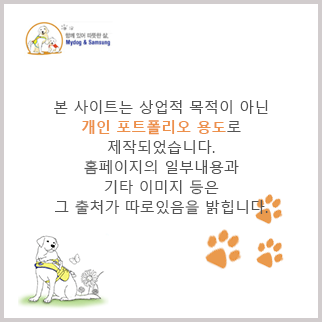 함께 있어 따뜻한 삶,
Mydog & Samsung
본 사이트는 상업적 목적이 아닌
개인 포트폴리오 용도로
제작되었습니다.
홈페이지의 일부내용과
기타 이미지 등은
그 출처가 따로있음을 밝힙니다.